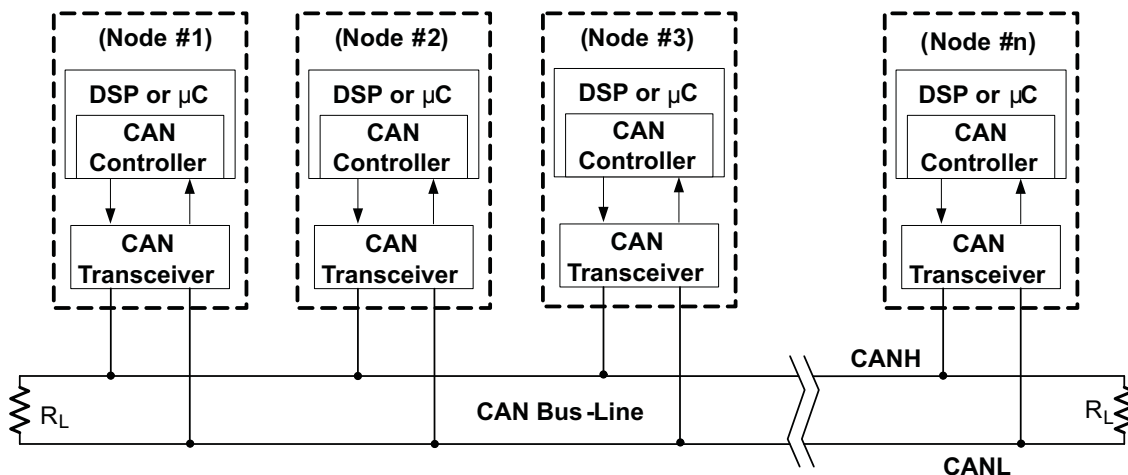 (Node #1)
DSP or µC
CAN
Controller
CAN
Transceiver
(Node #2)
DSP or µC
CAN
Controller
CAN
Transceiver
(Node #3)
DSP or µC
CAN
Controller
CAN
Transceiver
(Node #n)
DSP or µC
CAN
Controller
CAN
Transceiver
CANH
RL
CAN Bus-Line
RL
CANL